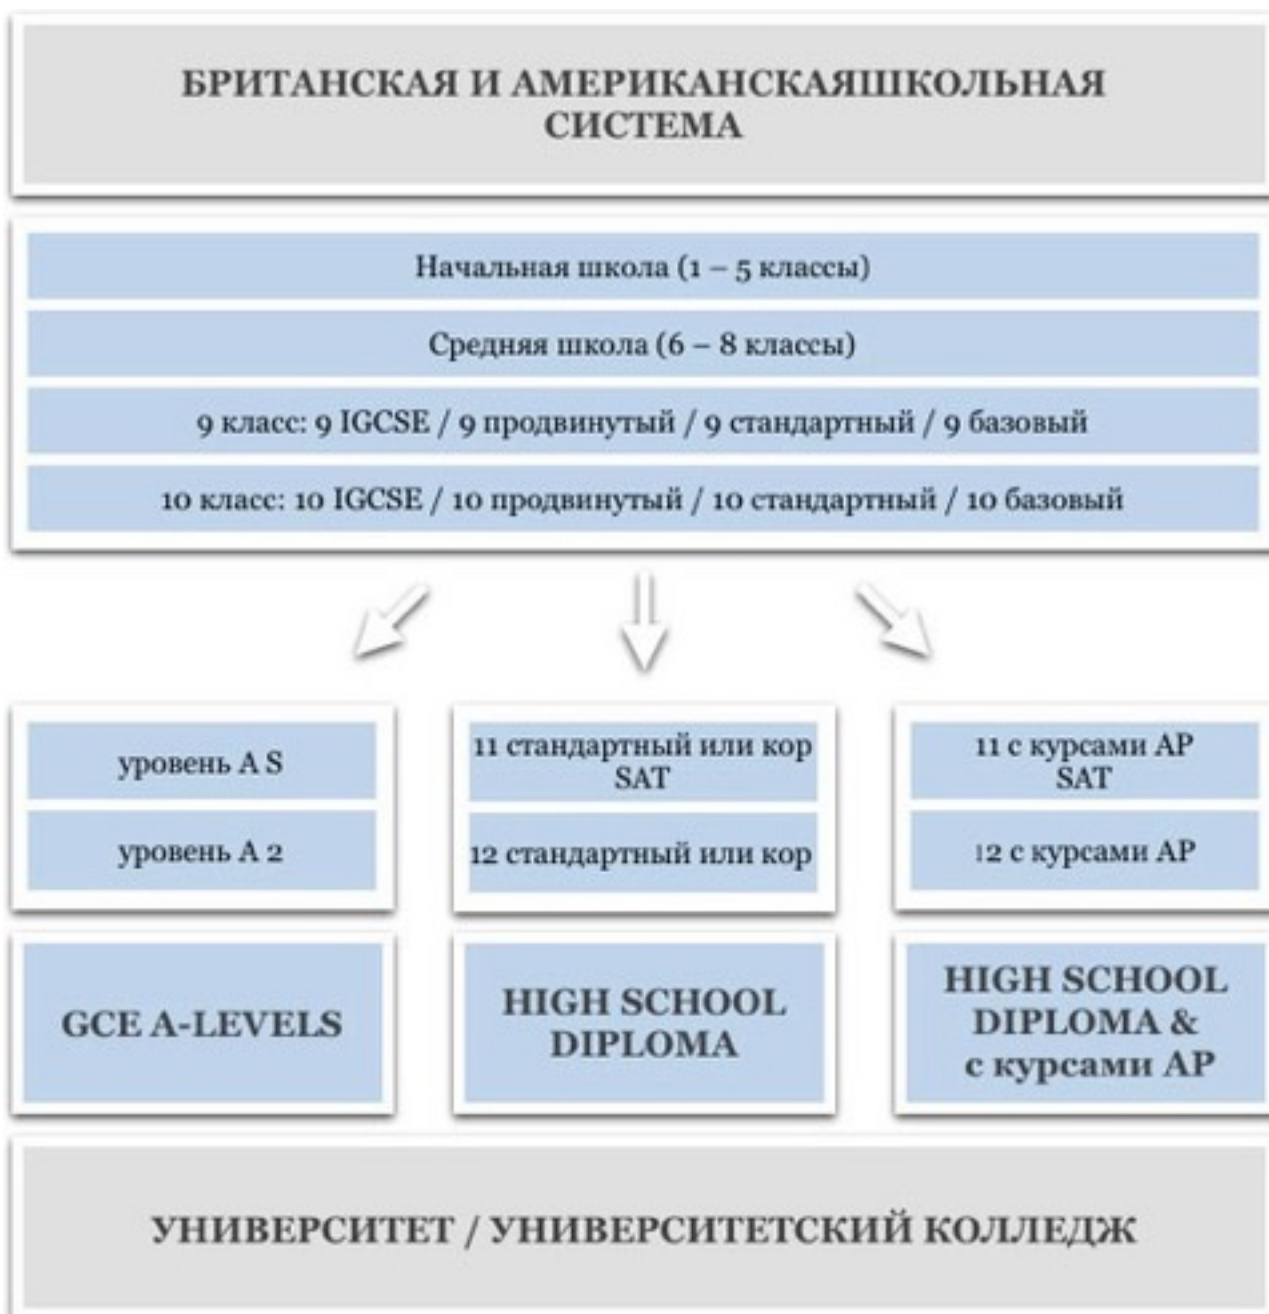 БРИТАНСКАЯ И АМЕРИКАНСКАЯШКОЛЬНАЯ
СИСТЕМА
Начальная школа (1 – 5 классы)
Средняя школа (6 – 8 классы)
9 класс: 9 IGCSE / 9 продвинутый / 9 стандартный / 9 базовый
10 класс: 10 IGCSE / 10 продвинутый / 10 стандартный / 10 базовый
уровень A S
уровень A 2
GCE A-LEVELS
11 стандартный или кор
SAT
12 стандартный или кор
HIGH SCHOOL
DIPLOMA
11 с курсами AP
SAT
12 с курсами AP
HIGH SCHOOL
DIPLOMA &
с курсами AP
УНИВЕРСИТЕТ / УНИВЕРСИТЕТСКИЙ КОЛЛЕДЖ